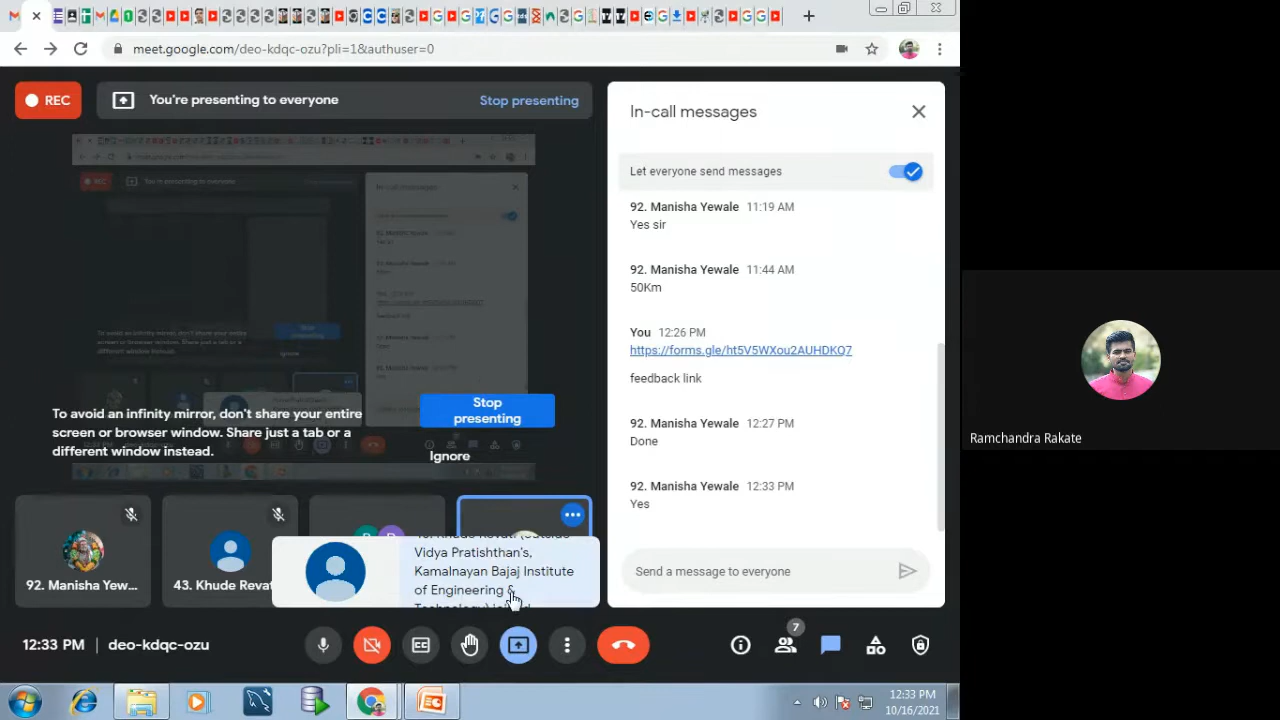 meet.google.com/deo-kdqc-ozu?pli=1&authuser=0
REC
You're presenting to everyone
Stop presenting
To avoid an infinity mirror, don't share your entire
screen or browser window. Share just a tab or a
different window instead.
Stop
presenting
Ignore
92. Manisha Yew...
43. Khude Revat
Vidya Pratishthan's,
Kamalnayan Bajaj Institute
of Engineering &
In-call messages
Let everyone send messages
92. Manisha Yewale 11:19 AM
Yes sir
92. Manisha Yewale 11:44 AM
50Km
You 12:26 PM
https://forms.gle/ht5V5WXou2AUHDKQ7
feedback link
92. Manisha Yewale 12:27 PM
Done
92. Manisha Yewale 12:33 PM
Yes
Send a message to everyone
12:33 PM | deo-kdqc-ozu
7
Ramchandra Rakate
12:33 PM
10/16/2021